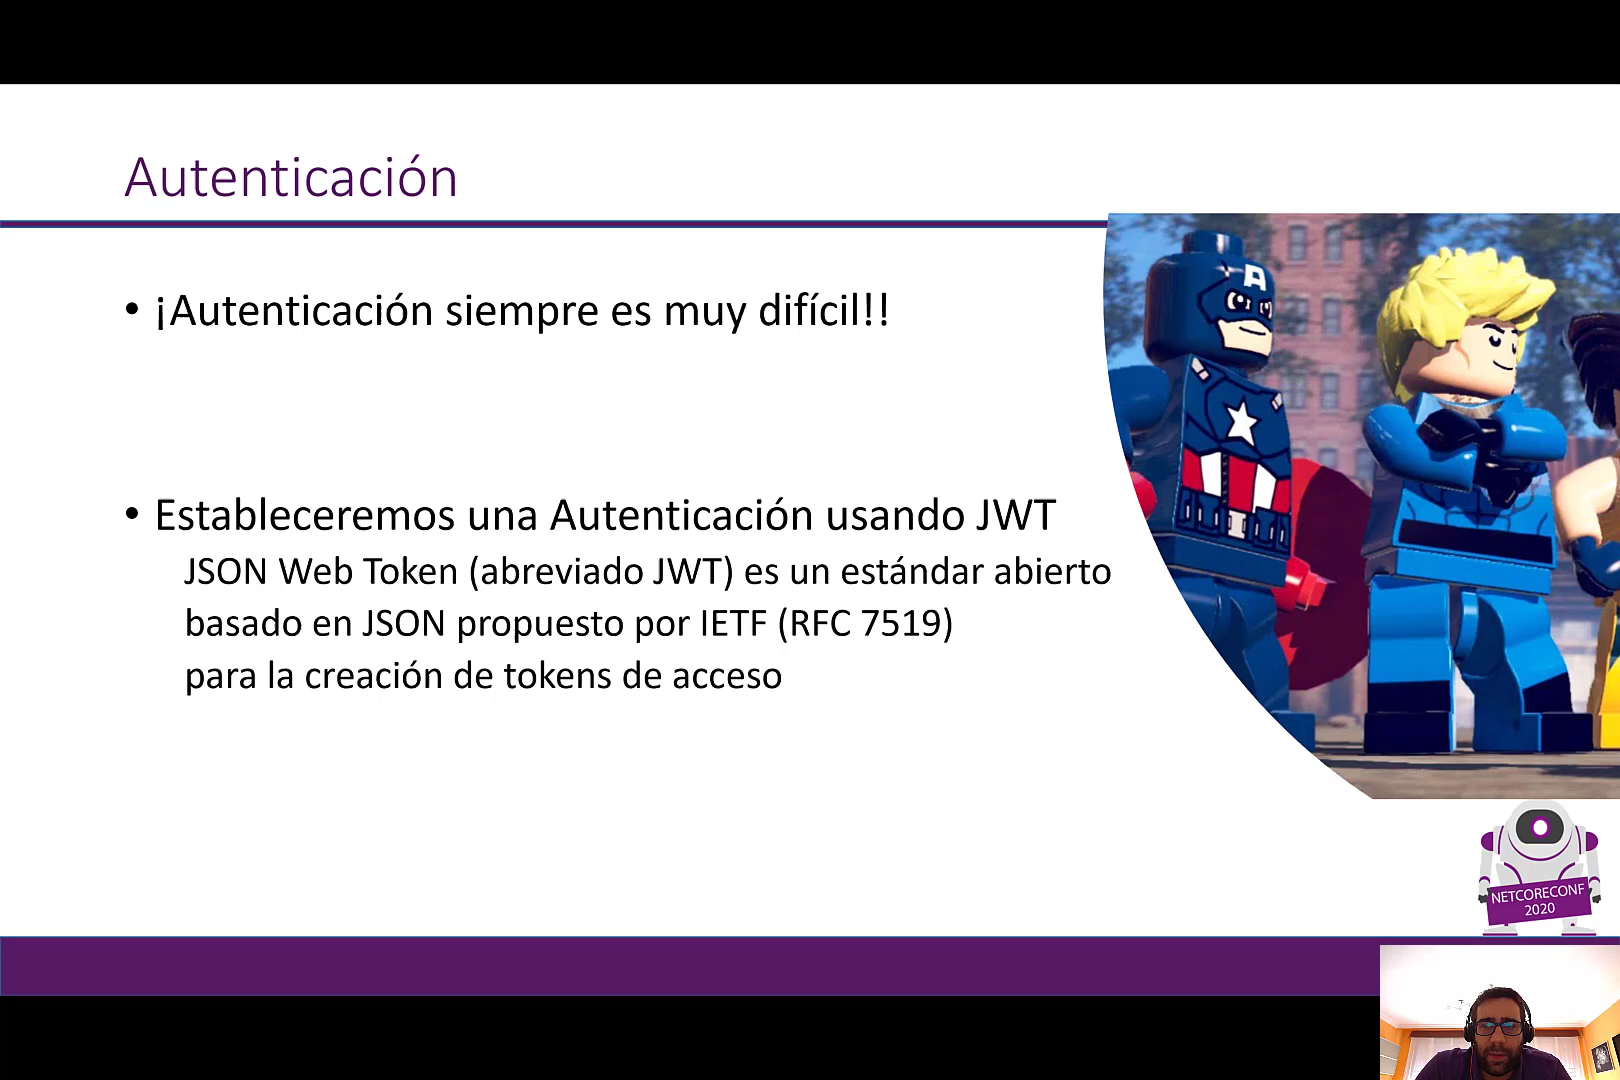 Autenticación
• ¡Autenticación siempre es muy difícil!!
• Estableceremos una Autenticación usando JWT
JSON Web Token (abreviado JWT) es un estándar abierto
basado en JSON propuesto por IETF (RFC 7519)
para la creación de tokens de acceso
A
NETCORECONF
2020